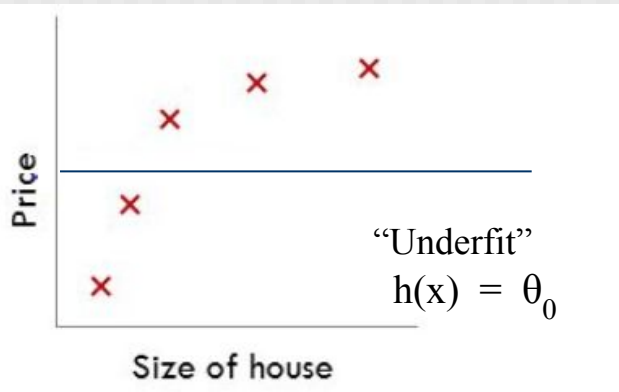 Price
“Underfit”
h(x) = θ₀
Size of house